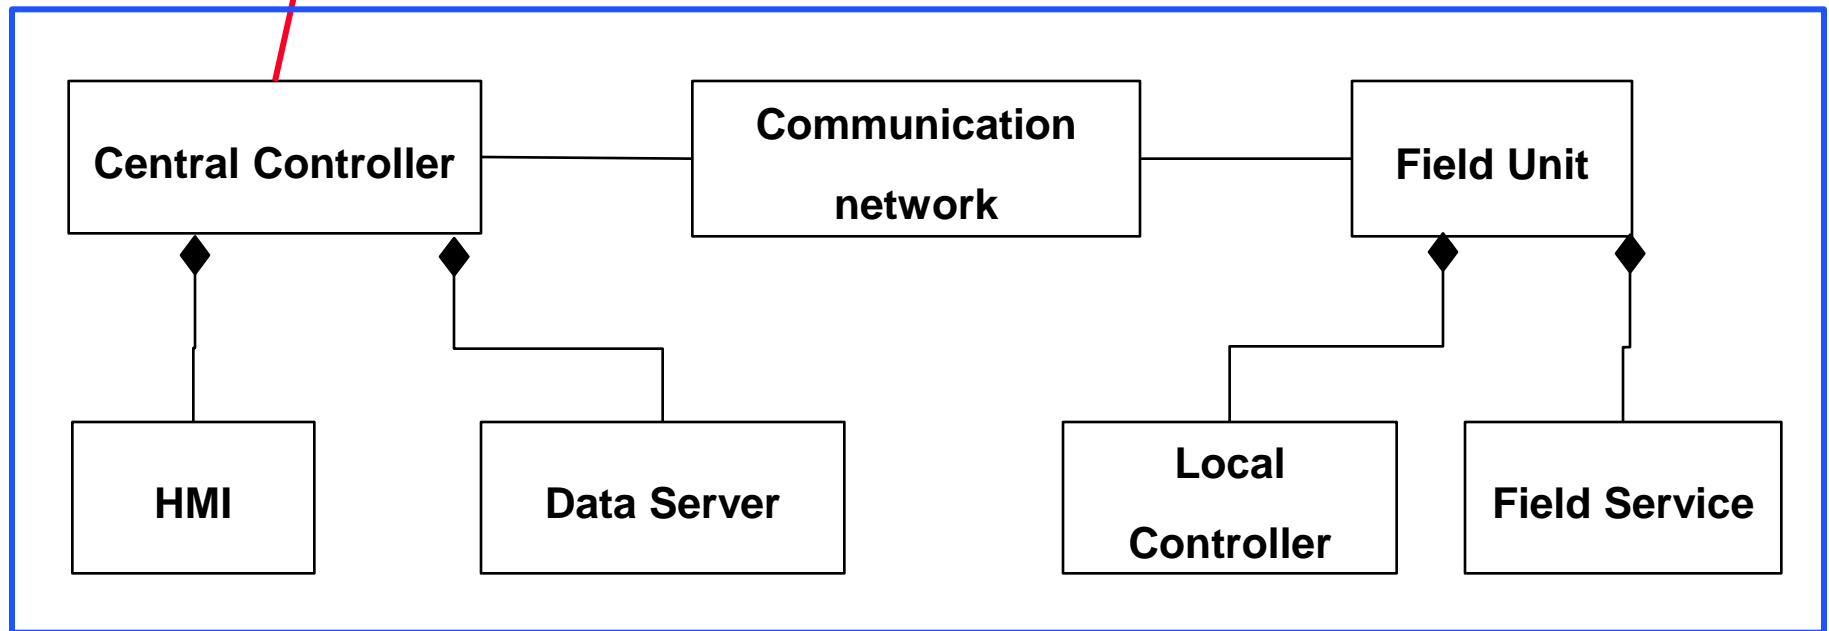 Central Controller
Communication
network
Field Unit
HMI
Data Server
Local
Controller
Field Service